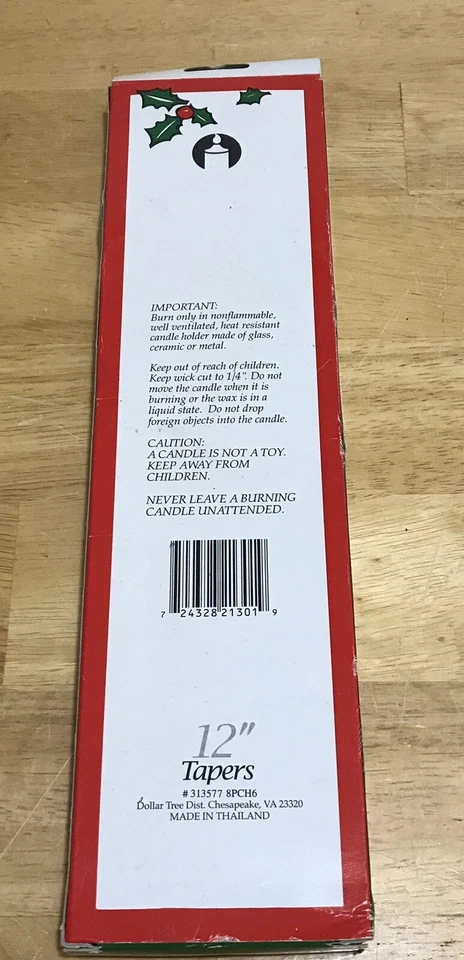 IMPORTANT:
Burn only in nonflammable,
well ventilated, heat resistant
candle holder made of glass,
ceramic or metal.
Keep out of reach of children.
Keep wick cut to 1/4". Do not
move the candle when it is
burning or the wax is in a
liquid state. Do not drop
foreign objects into the candle.
CAUTION:
A CANDLE IS NOT A TOY.
KEEP AWAY FROM
CHILDREN.
NEVER LEAVE A BURNING
CANDLE UNATTENDED.
7 24328 21301 9
12"
Tapers
# 313577 8PCH6
Dollar Tree Dist. Chesapeake, VA 23320
MADE IN THAILAND